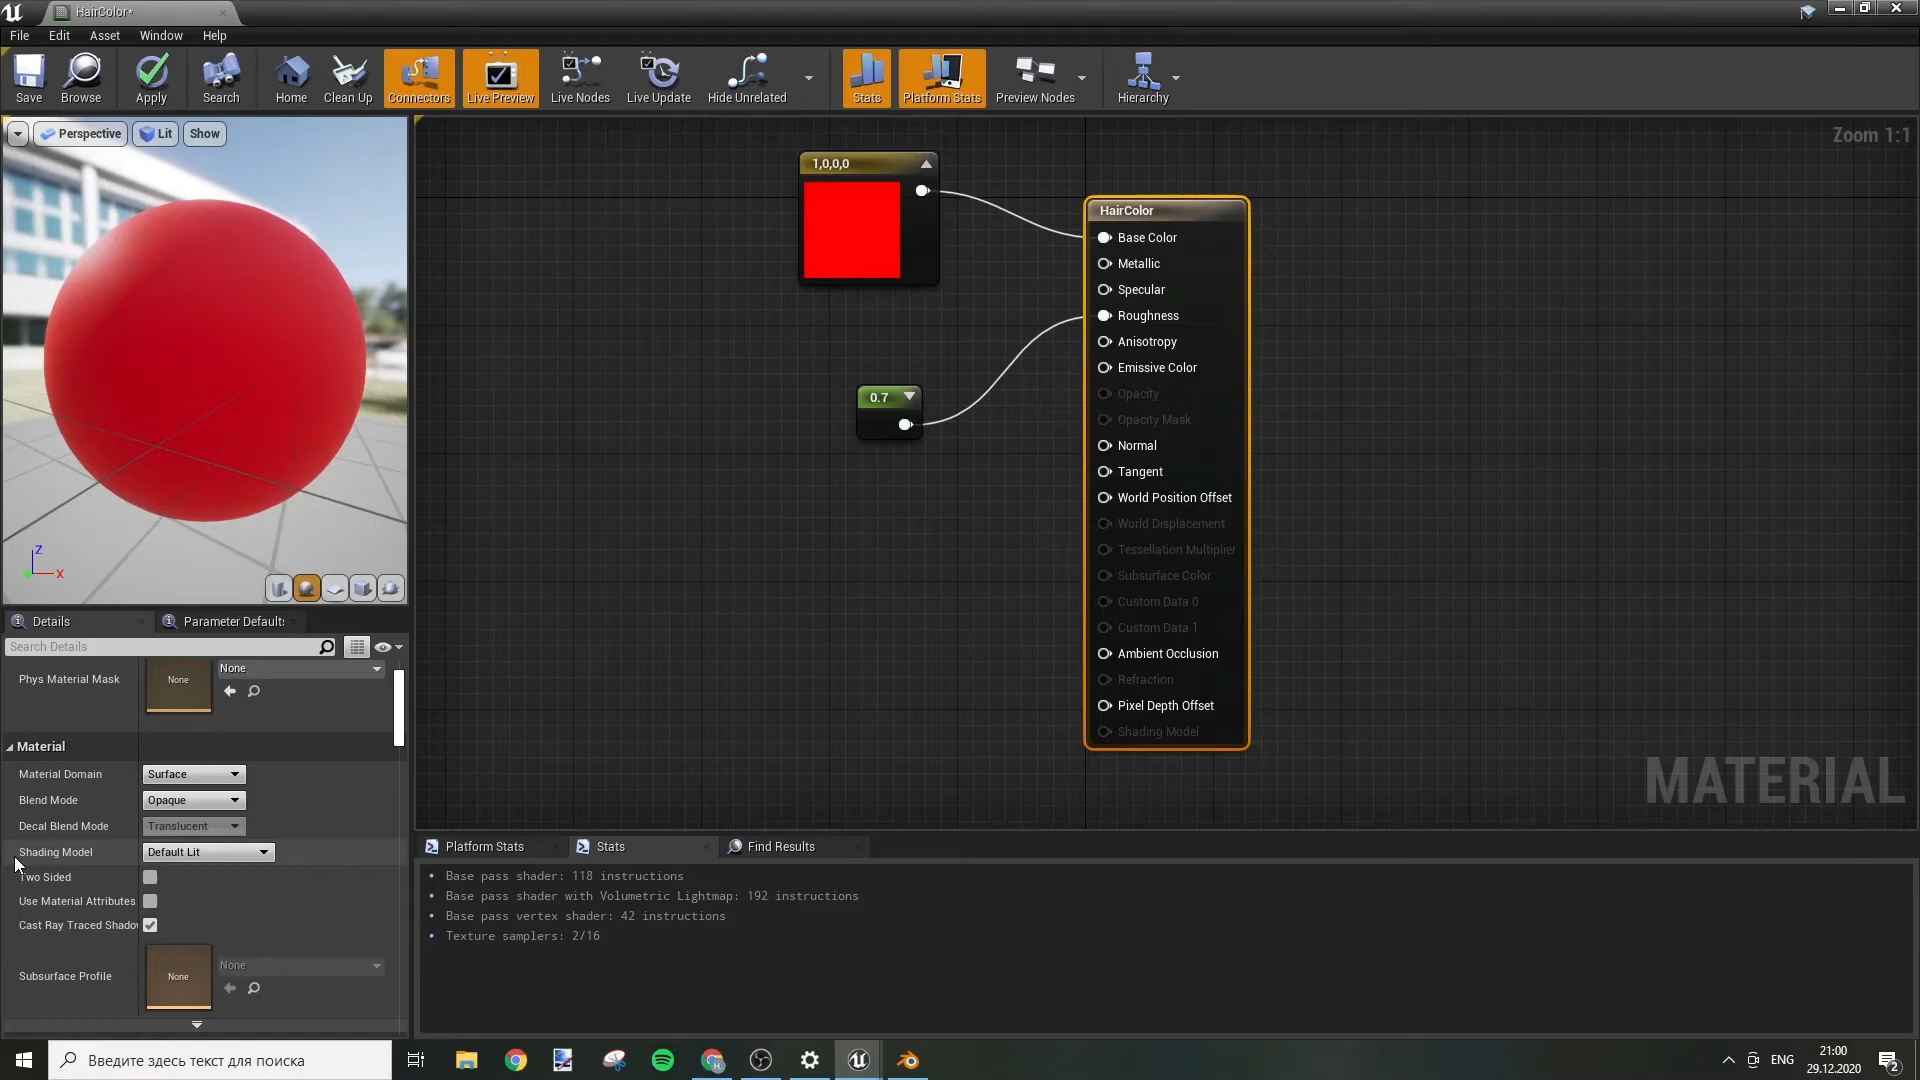 HairColor*
File Edit Asset Window Help
Save Browse Apply Search Home Clean Up Connectors Live Preview Live Nodes Live Update Hide Unrelated Stats Platform Stats Preview Nodes Hierarchy
Perspective Lit Show
Zoom 1:1
1,0,0,0
HairColor
Base Color
Metallic
Specular
Roughness
Anisotropy
Emissive Color
Opacity
Opacity Mask
Normal
Tangent
World Position Offset
World Displacement
Tessellation Multiplier
Subsurface Color
Custom Data 0
Custom Data 1
Ambient Occlusion
Refraction
Pixel Depth Offset
Shading Model
0.7
MATERIAL
Z
X
Details Parameter Defaults
Search Details
Phys Material Mask None None
Material
Material Domain Surface
Blend Mode Opaque
Decal Blend Mode Translucent
Shading Model Default Lit
Two Sided
Use Material Attributes
Cast Ray Traced Shadow
Subsurface Profile None None
Platform Stats Stats Find Results
• Base pass shader: 118 instructions
• Base pass shader with Volumetric Lightmap: 192 instructions
• Base pass vertex shader: 42 instructions
• Texture samplers: 2/16
Введите здесь текст для поиска
ENG
21:00
29.12.2020
2